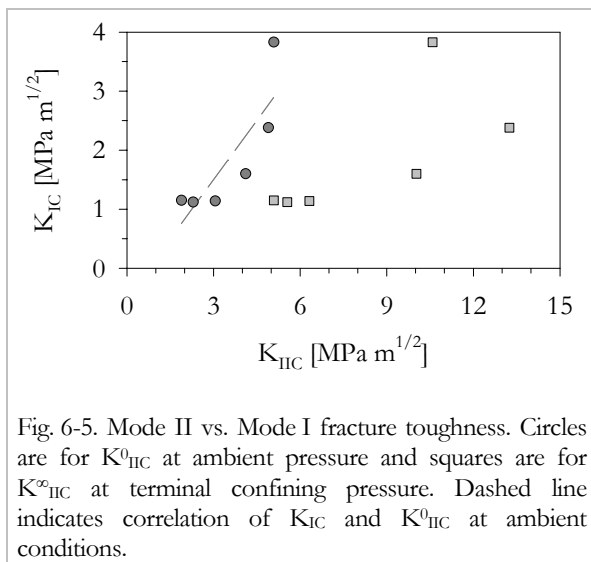 4
3
2
1
0
K_IC [MPa m^1/2]
0 3 6 9 12 15
K_IIC [MPa m^1/2]
Fig. 6-5. Mode II vs. Mode I fracture toughness. Circles
are for K⁰_IIC at ambient pressure and squares are for
K^∞_IIC at terminal confining pressure. Dashed line
indicates correlation of K_IC and K⁰_IIC at ambient
conditions.